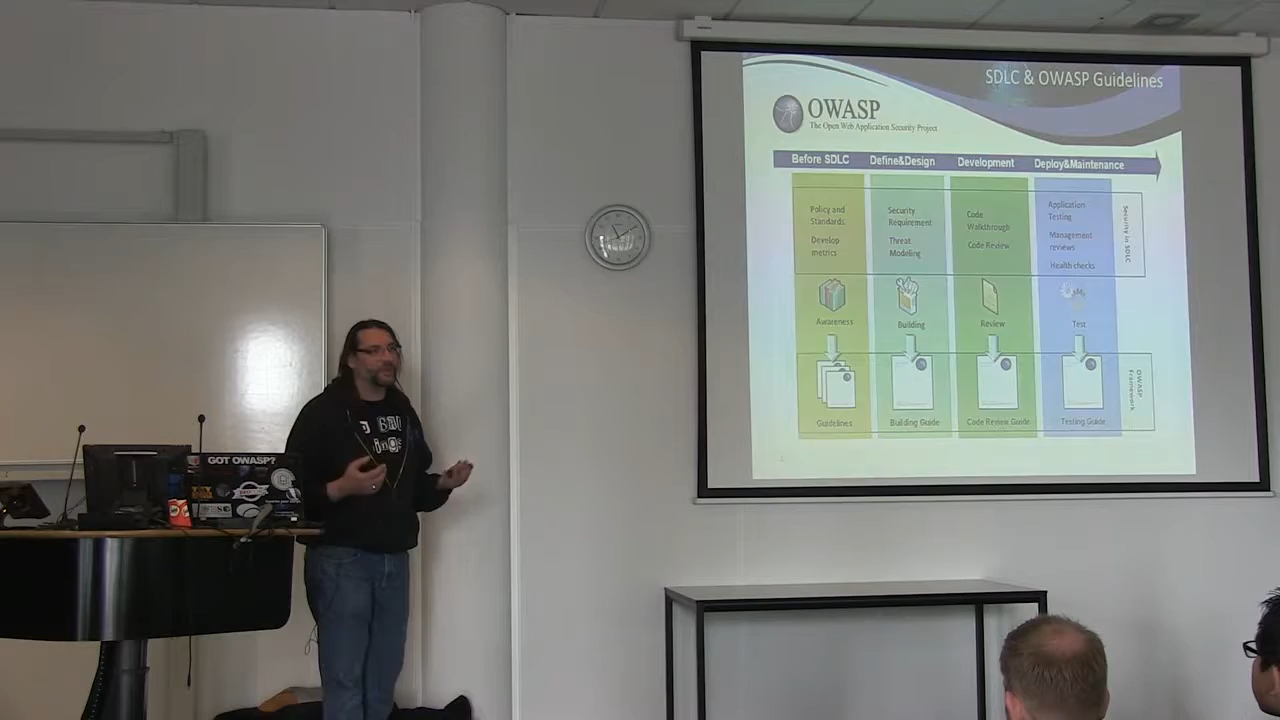 SDLC & OWASP Guidelines
OWASP
The Open Web Application Security Project
Before SDLC
Define&Design
Development
Deploy&Maintenance
Policy and
Standards
Develop
metrics
Security
Requirement
Threat
Modeling
Code
Walkthrough
Code Review
Application
Testing
Management
reviews
Health checks
Security in SDLC
Awareness
Building
Review
Test
Guidelines
Building Guide
Code Review Guide
Testing Guide
OWASP
Framework
GOT OWASP?